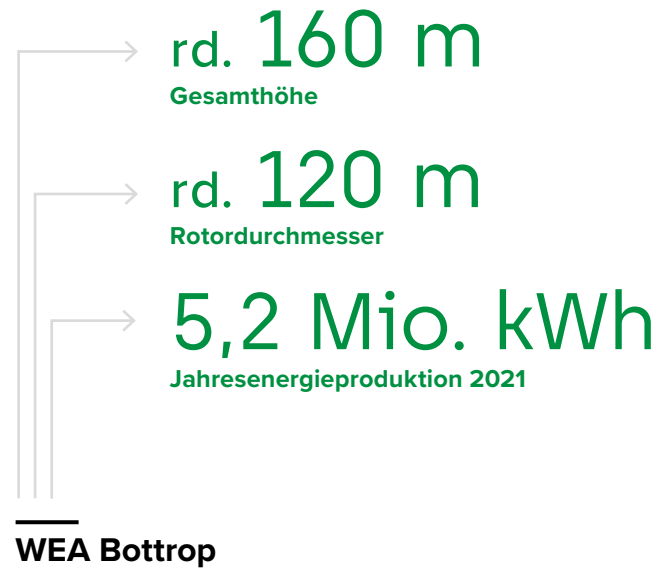 rd. 160 m
Gesamthöhe
rd. 120 m
Rotordurchmesser
5,2 Mio. kWh
Jahresenergieproduktion 2021
WEA Bottrop